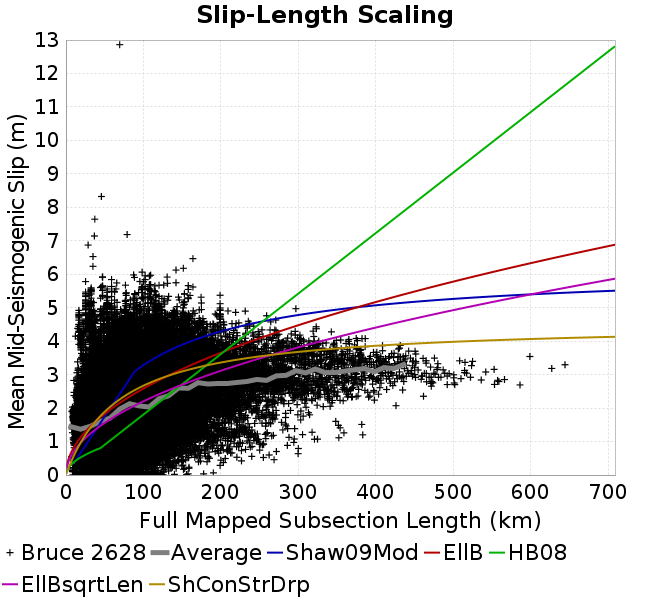 Slip-Length Scaling
Mean Mid-Seismogenic Slip (m)
13
12
11
10
9
8
7
6
5
4
3
2
1
0
0 100 200 300 400 500 600 700
Full Mapped Subsection Length (km)
Bruce 2628 Average Shaw09Mod EllB HB08
EllBsqrtLen ShConStrDrp